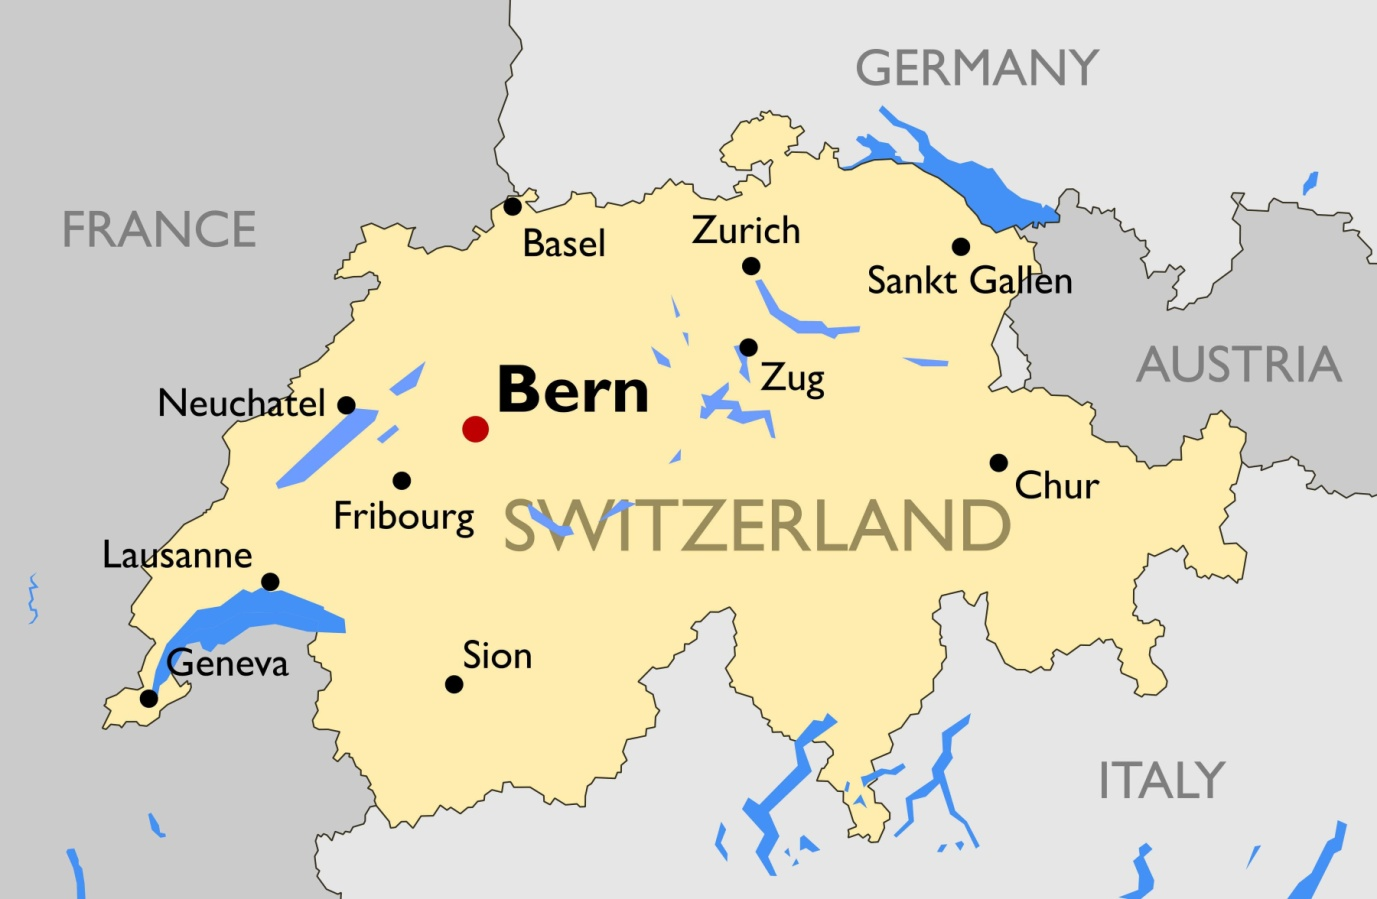 GERMANY
FRANCE
Basel
Zurich
Sankt Gallen
AUSTRIA
Zug
Bern
Neuchatel
Chur
Fribourg
SWITZERLAND
Lausanne
Sion
Geneva
ITALY